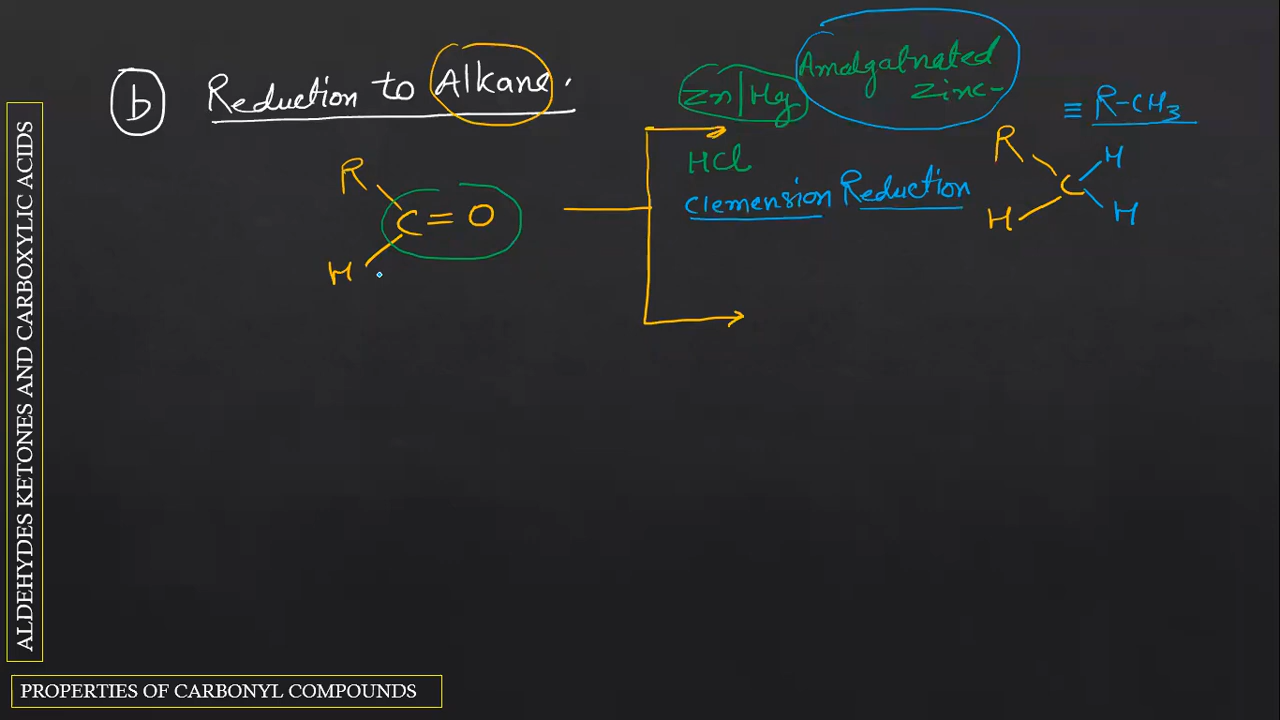 ALDEHYDES KETONES AND CARBOXYLIC ACIDS
b Reduction to Alkane.
R
C = O
H
Zn|Hg
Amalgatnated
Zinc-
HCl
Clemension Reduction
≡ R-CH3
R
H
C
H
H
PROPERTIES OF CARBONYL COMPOUNDS